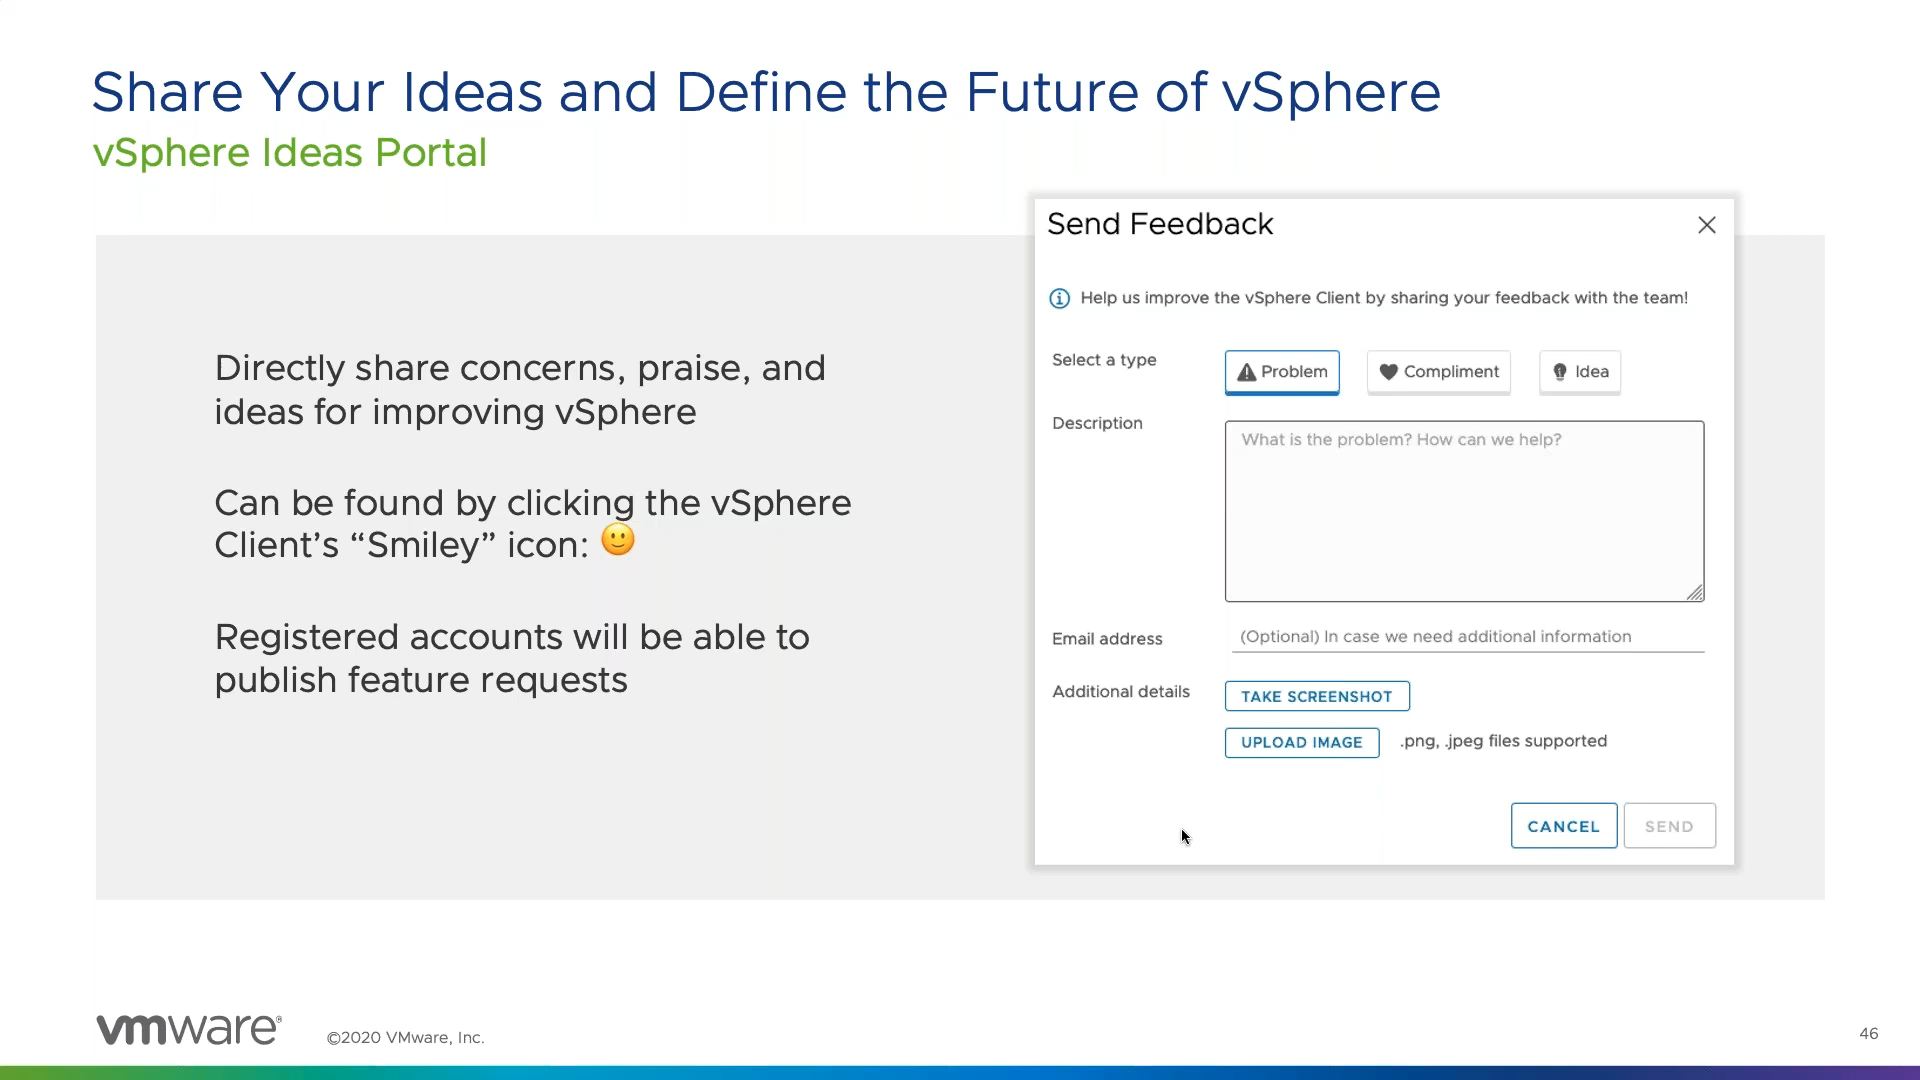 Share Your Ideas and Define the Future of vSphere
vSphere Ideas Portal
Directly share concerns, praise, and
ideas for improving vSphere
Can be found by clicking the vSphere
Client’s “Smiley” icon: 🙂
Registered accounts will be able to
publish feature requests
Send Feedback
Help us improve the vSphere Client by sharing your feedback with the team!
Select a type
Problem
Compliment
Idea
Description
What is the problem? How can we help?
Email address
(Optional) In case we need additional information
Additional details
TAKE SCREENSHOT
UPLOAD IMAGE
.png, .jpeg files supported
CANCEL
SEND
vmware®
©2020 VMware, Inc.
46